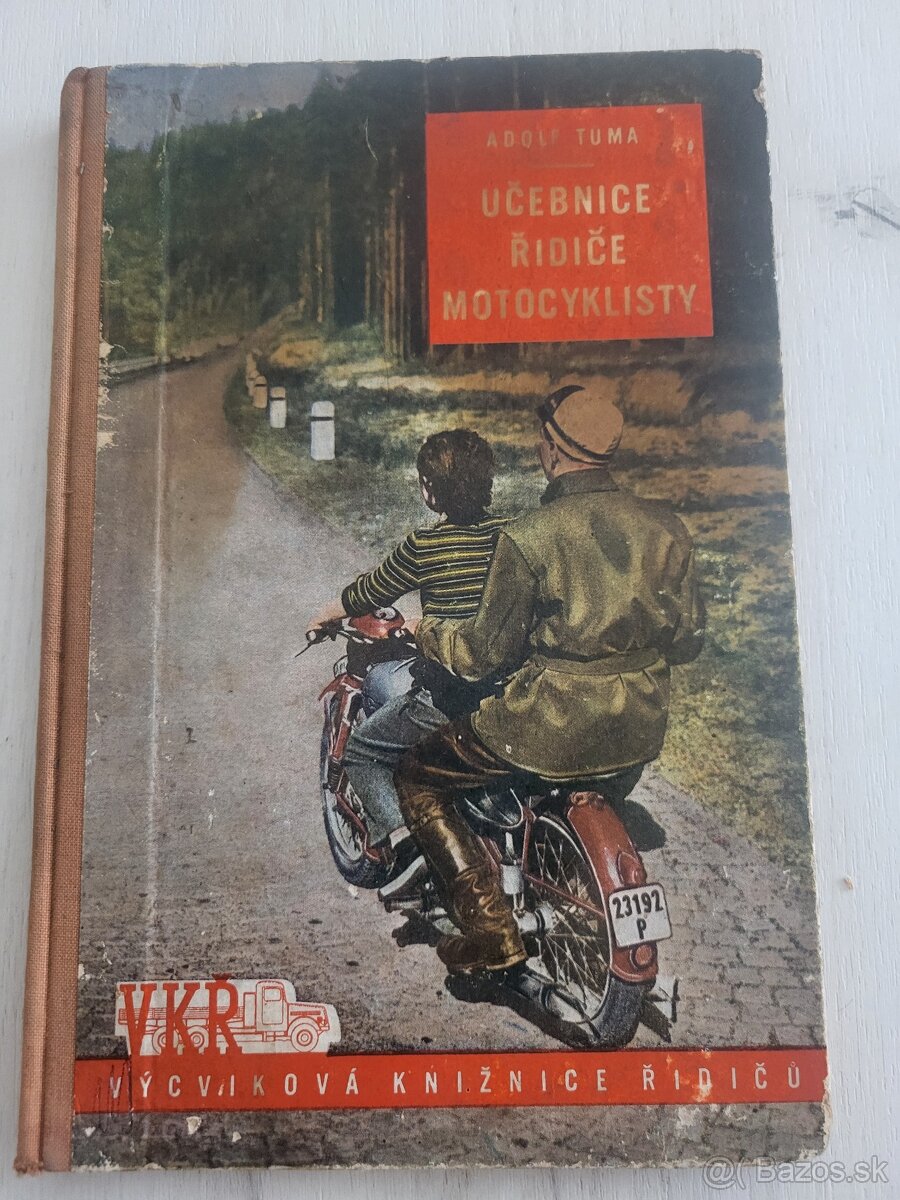 ADOLF TUMA
UČEBNICE
ŘIDIČE
MOTOCYKLISTY
23192
P
VKŘ
VÝCVIKOVÁ KNIŽNICE ŘIDIČŮ
@( Bazos.sk